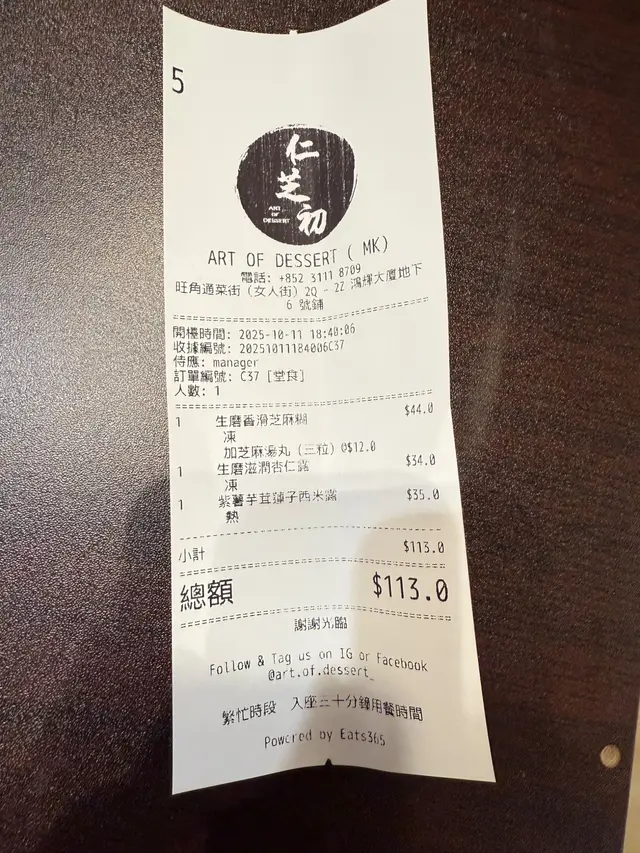 5
仁芝初
ART OF DESSERT
ART OF DESSERT ( MK)
電話: +852 3111 8709
旺角通菜街 (女人街) 2Q - 2Z 鴻輝大廈地下
6 號鋪
開檯時間: 2025-10-11 18:40:06
收據編號: 20251011184006C37
侍應: manager
訂單編號: C37 [堂食]
人數: 1
1 生磨香滑芝麻糊 $44.0
凍
加芝麻湯丸 (三粒) @$12.0
1 生磨滋潤杏仁露 $34.0
凍
1 紫薯芋茸蓮子西米露 $35.0
熱
小計 $113.0
總額 $113.0
謝謝光臨
Follow & Tag us on IG or Facebook
@art.of.dessert_
繁忙時段 入座三十分鐘用餐時間
Powered by Eats365